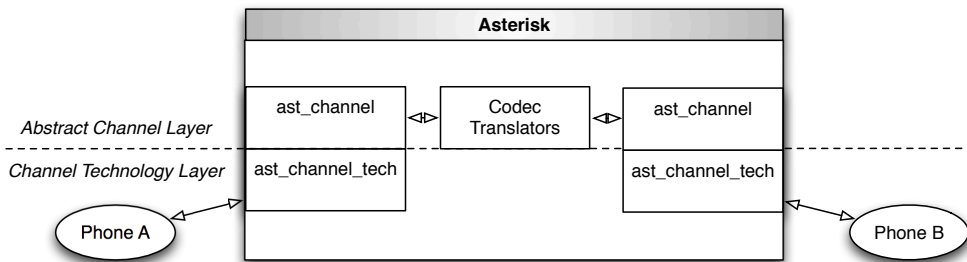 Asterisk
ast_channel
Codec
Translators
ast_channel
Abstract Channel Layer
Channel Technology Layer
ast_channel_tech
ast_channel_tech
Phone A
Phone B